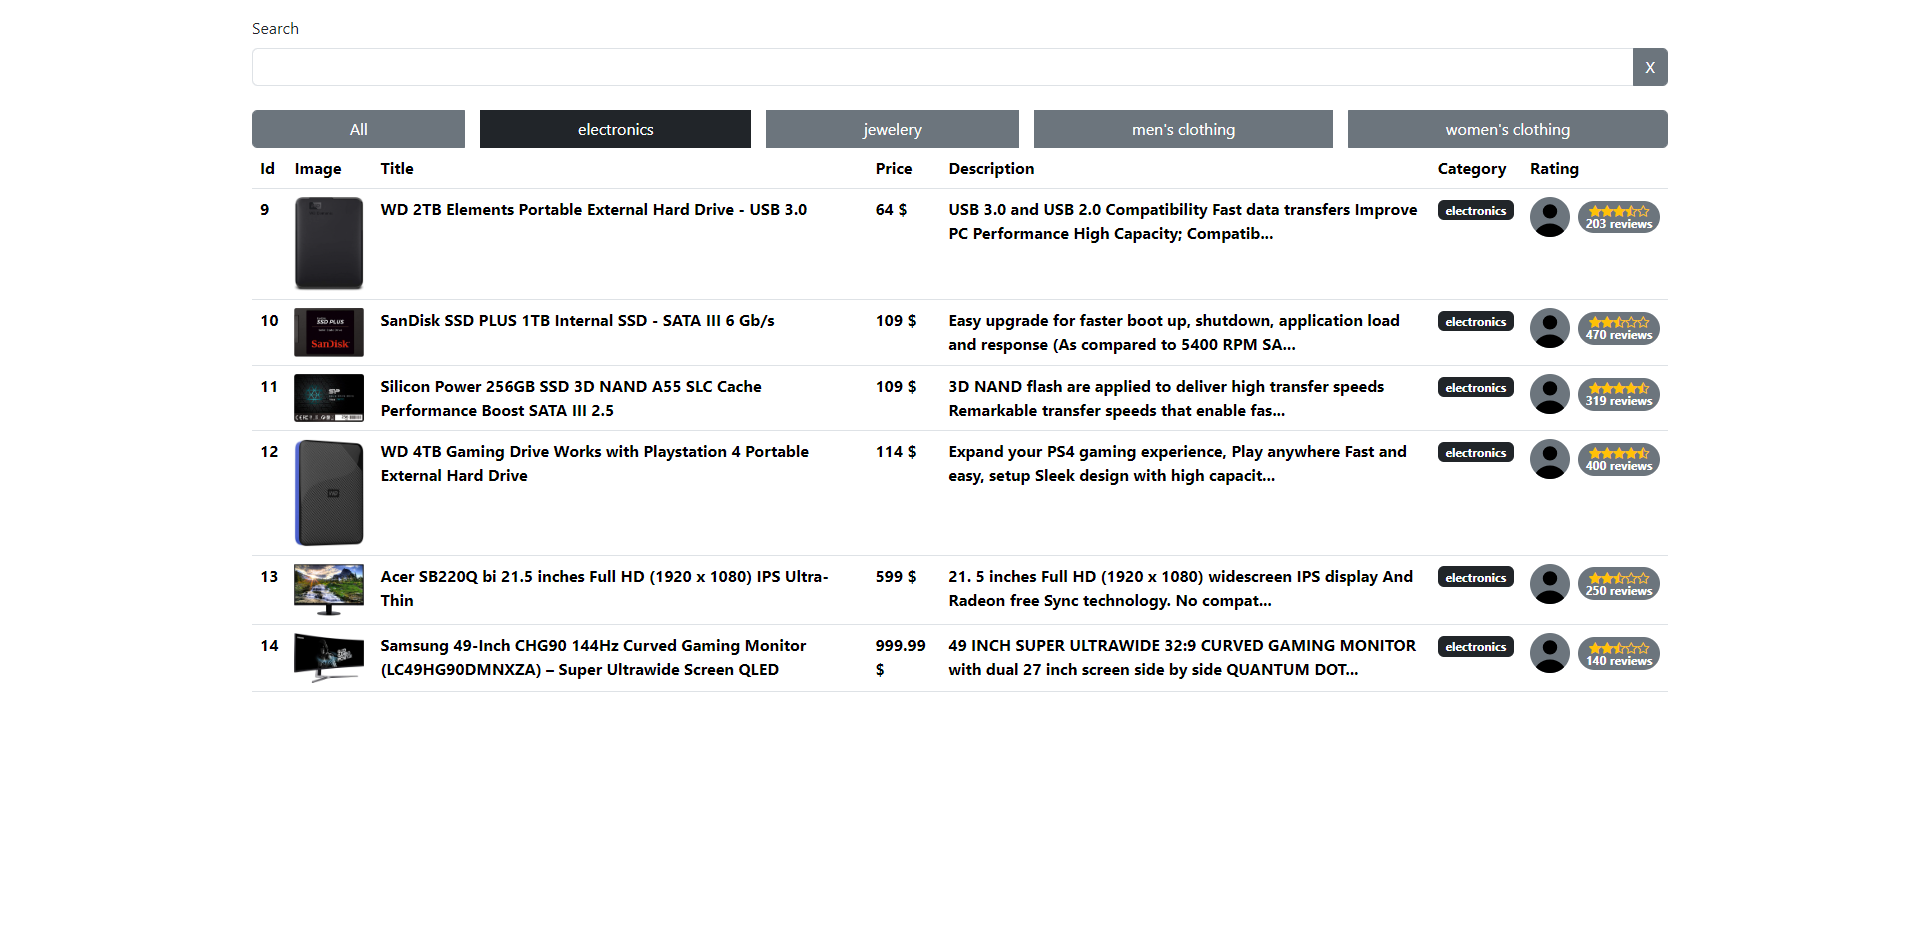 Search
X
All electronics jewelery men's clothing women's clothing
Id Image Title Price Description Category Rating
9 WD 2TB Elements Portable External Hard Drive - USB 3.0 64 $ USB 3.0 and USB 2.0 Compatibility Fast data transfers Improve electronics
PC Performance High Capacity; Compatib... 203 reviews
10 SSD PLUS SanDisk SanDisk SSD PLUS 1TB Internal SSD - SATA III 6 Gb/s 109 $ Easy upgrade for faster boot up, shutdown, application load electronics
and response (As compared to 5400 RPM SA... 470 reviews
11 Silicon Power 256GB SSD 3D NAND A55 SLC Cache 109 $ 3D NAND flash are applied to deliver high transfer speeds electronics
Performance Boost SATA III 2.5 Remarkable transfer speeds that enable fas... 319 reviews
12 WD 4TB Gaming Drive Works with Playstation 4 Portable 114 $ Expand your PS4 gaming experience, Play anywhere Fast and electronics
External Hard Drive easy, setup Sleek design with high capacit... 400 reviews
13 Acer SB220Q bi 21.5 inches Full HD (1920 x 1080) IPS Ultra- 599 $ 21. 5 inches Full HD (1920 x 1080) widescreen IPS display And electronics
Thin Radeon free Sync technology. No compat... 250 reviews
14 Samsung 49-Inch CHG90 144Hz Curved Gaming Monitor 999.99 49 INCH SUPER ULTRAWIDE 32:9 CURVED GAMING MONITOR electronics
(LC49HG90DMNXZA) – Super Ultrawide Screen QLED $ with dual 27 inch screen side by side QUANTUM DOT... 140 reviews